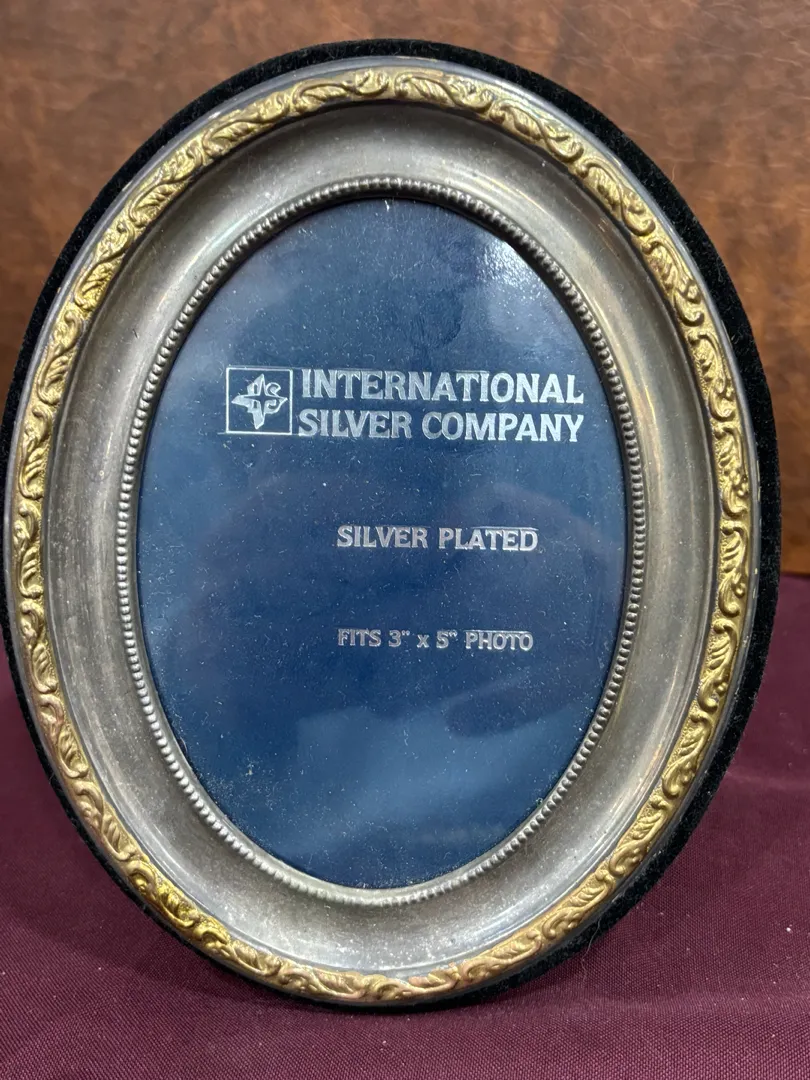 INTERNATIONAL
SILVER COMPANY
SILVER PLATED
FITS 3" x 5" PHOTO